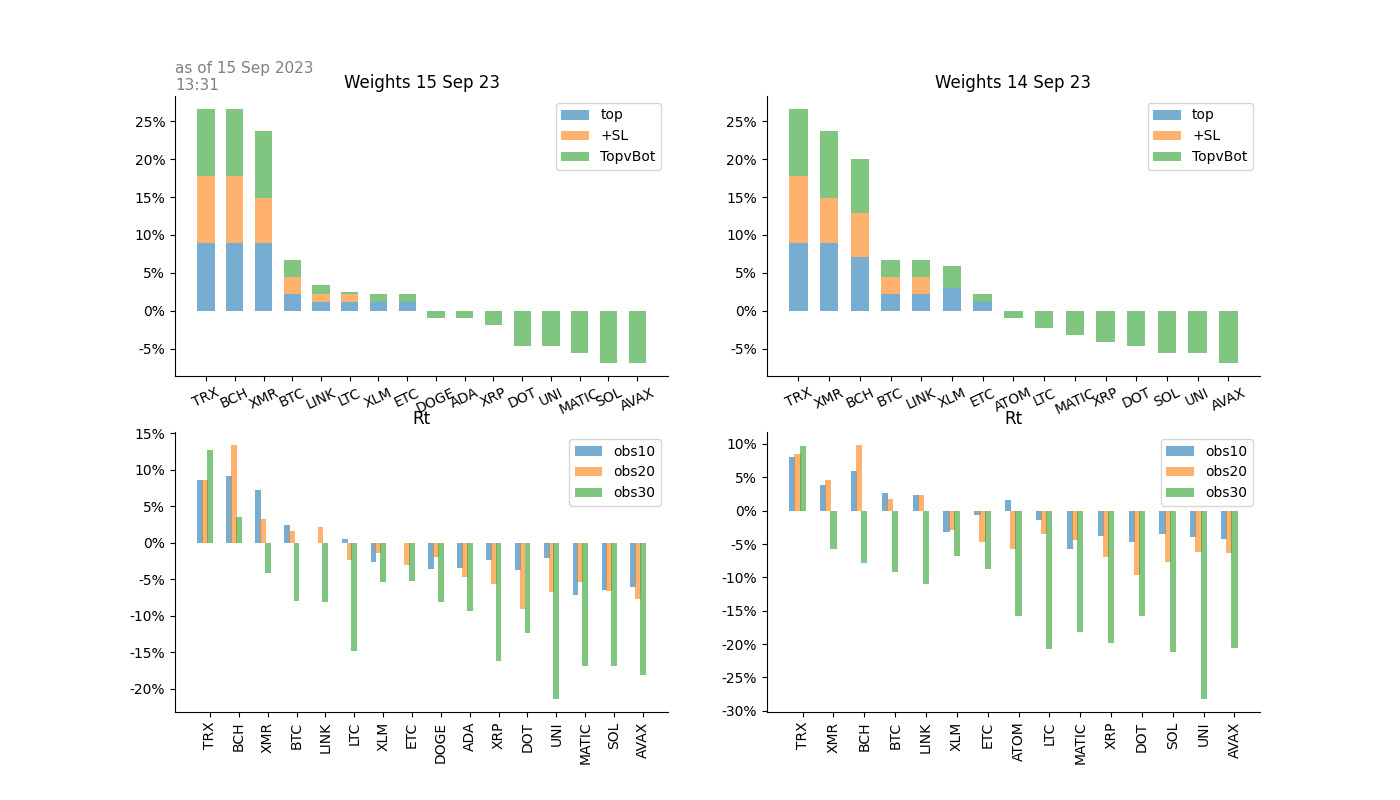 as of 15 Sep 2023
13:31
Weights 15 Sep 23
25%
20%
15%
10%
5%
0%
-5%
top
+SL
TopvBot
TRX BCH XMR BTC LINK LTC XLM ETC DOGE ADA XRP DOT UNI MATIC SOL AVAX
Weights 14 Sep 23
25%
20%
15%
10%
5%
0%
-5%
top
+SL
TopvBot
TRX XMR BCH BTC LINK XLM ETC ATOM LTC MATIC XRP DOT SOL UNI AVAX
Rt
15%
10%
5%
0%
-5%
-10%
-15%
-20%
obs10
obs20
obs30
TRX BCH XMR BTC LINK LTC XLM ETC DOGE ADA XRP DOT UNI MATIC SOL AVAX
Rt
10%
5%
0%
-5%
-10%
-15%
-20%
-25%
-30%
obs10
obs20
obs30
TRX XMR BCH BTC LINK XLM ETC ATOM LTC MATIC XRP DOT SOL UNI AVAX